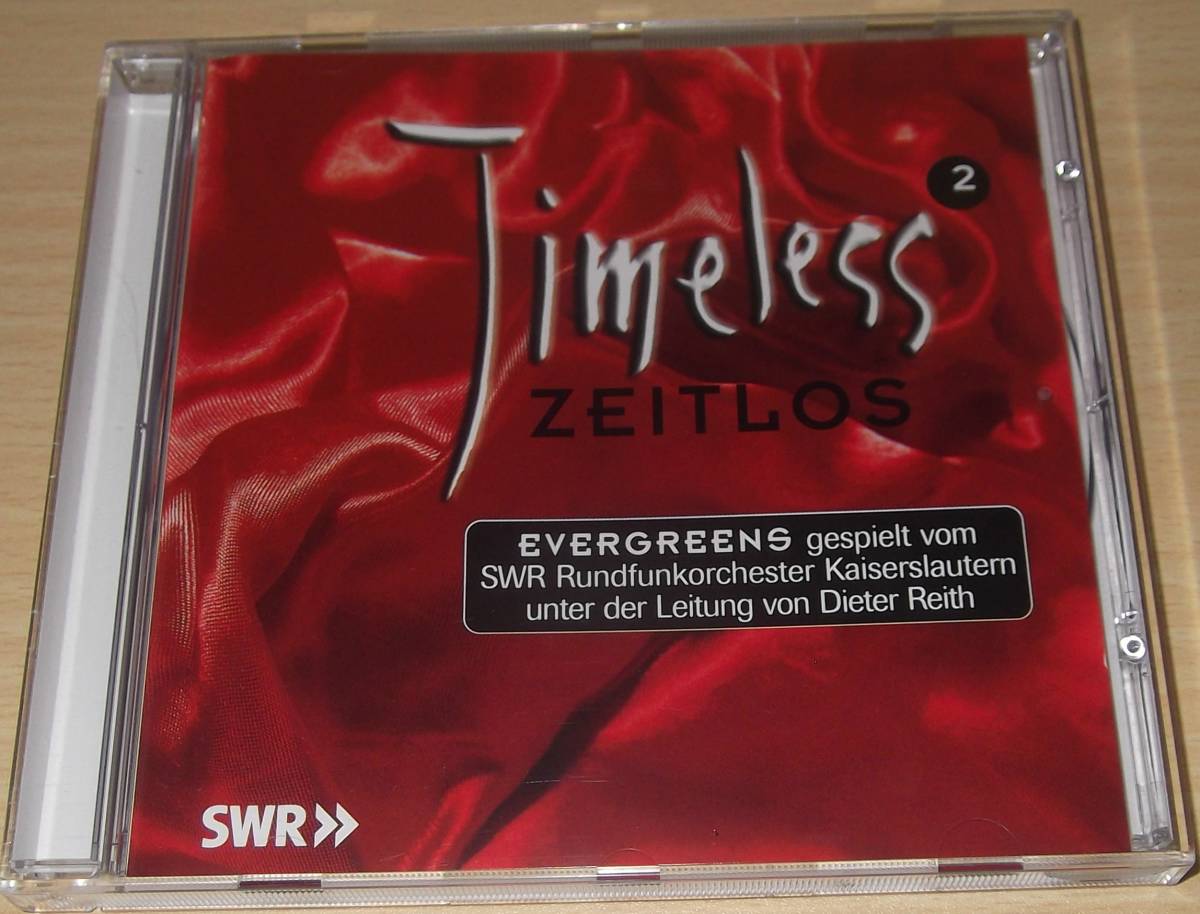 Timeless 2
ZEITLOS
EVERGREENS gespielt vom
SWR Rundfunkorchester Kaiserslautern
unter der Leitung von Dieter Reith
SWR